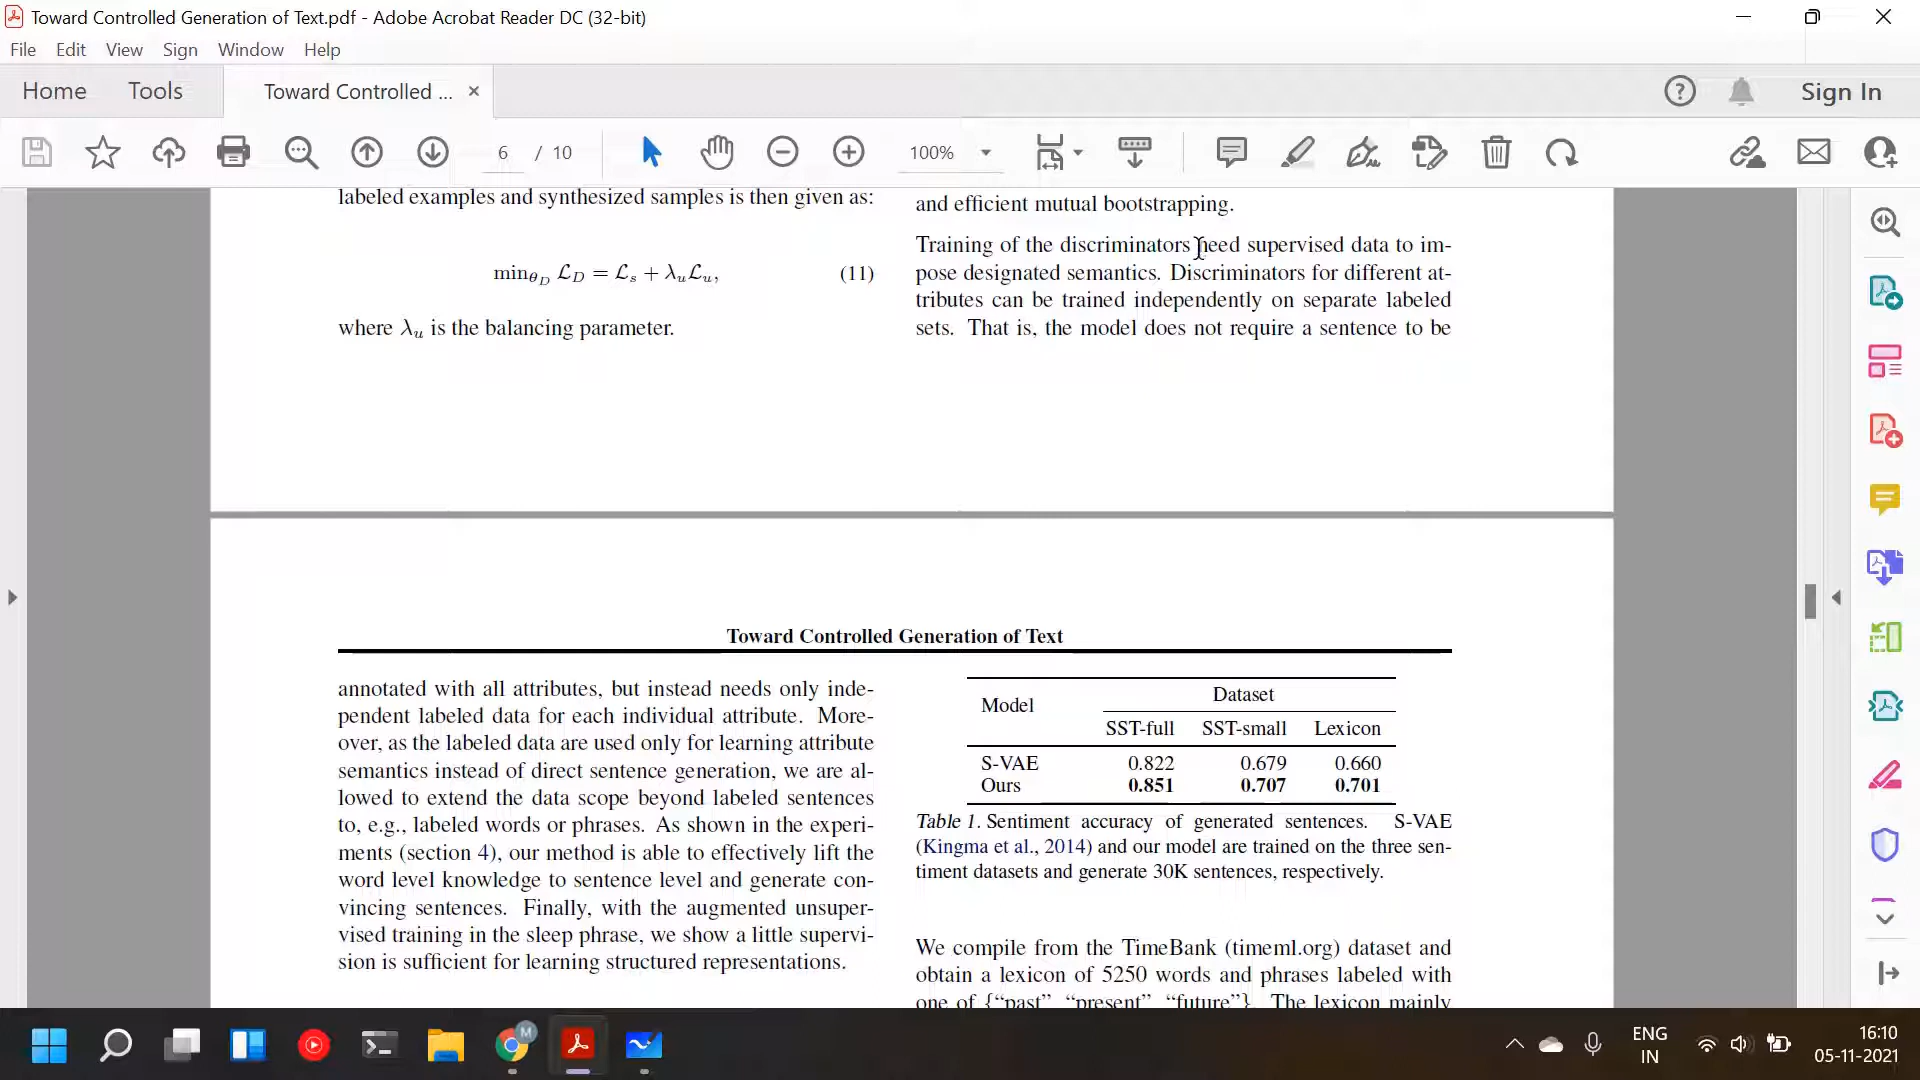 Toward Controlled Generation of Text.pdf - Adobe Acrobat Reader DC (32-bit)
File Edit View Sign Window Help
Home Tools Toward Controlled ... × Sign In
6 / 10 100%
labeled examples and synthesized samples is then given as:
min_{θ_D} ℒ_D = ℒ_s + λ_uℒ_u, (11)
where λ_u is the balancing parameter.
and efficient mutual bootstrapping.
Training of the discriminators need supervised data to im-
pose designated semantics. Discriminators for different at-
tributes can be trained independently on separate labeled
sets. That is, the model does not require a sentence to be
Toward Controlled Generation of Text
annotated with all attributes, but instead needs only inde-
pendent labeled data for each individual attribute. More-
over, as the labeled data are used only for learning attribute
semantics instead of direct sentence generation, we are al-
lowed to extend the data scope beyond labeled sentences
to, e.g., labeled words or phrases. As shown in the experi-
ments (section 4), our method is able to effectively lift the
word level knowledge to sentence level and generate con-
vincing sentences. Finally, with the augmented unsuper-
vised training in the sleep phrase, we show a little supervi-
sion is sufficient for learning structured representations.
Model Dataset
SST-full SST-small Lexicon
S-VAE 0.822 0.679 0.660
Ours 0.851 0.707 0.701
Table 1. Sentiment accuracy of generated sentences. S-VAE
(Kingma et al., 2014) and our model are trained on the three sen-
timent datasets and generate 30K sentences, respectively.
We compile from the TimeBank (timeml.org) dataset and
obtain a lexicon of 5250 words and phrases labeled with
one of {“past”, “present”, “future”}. The lexicon mainly
M
ENG
IN
16:10
05-11-2021